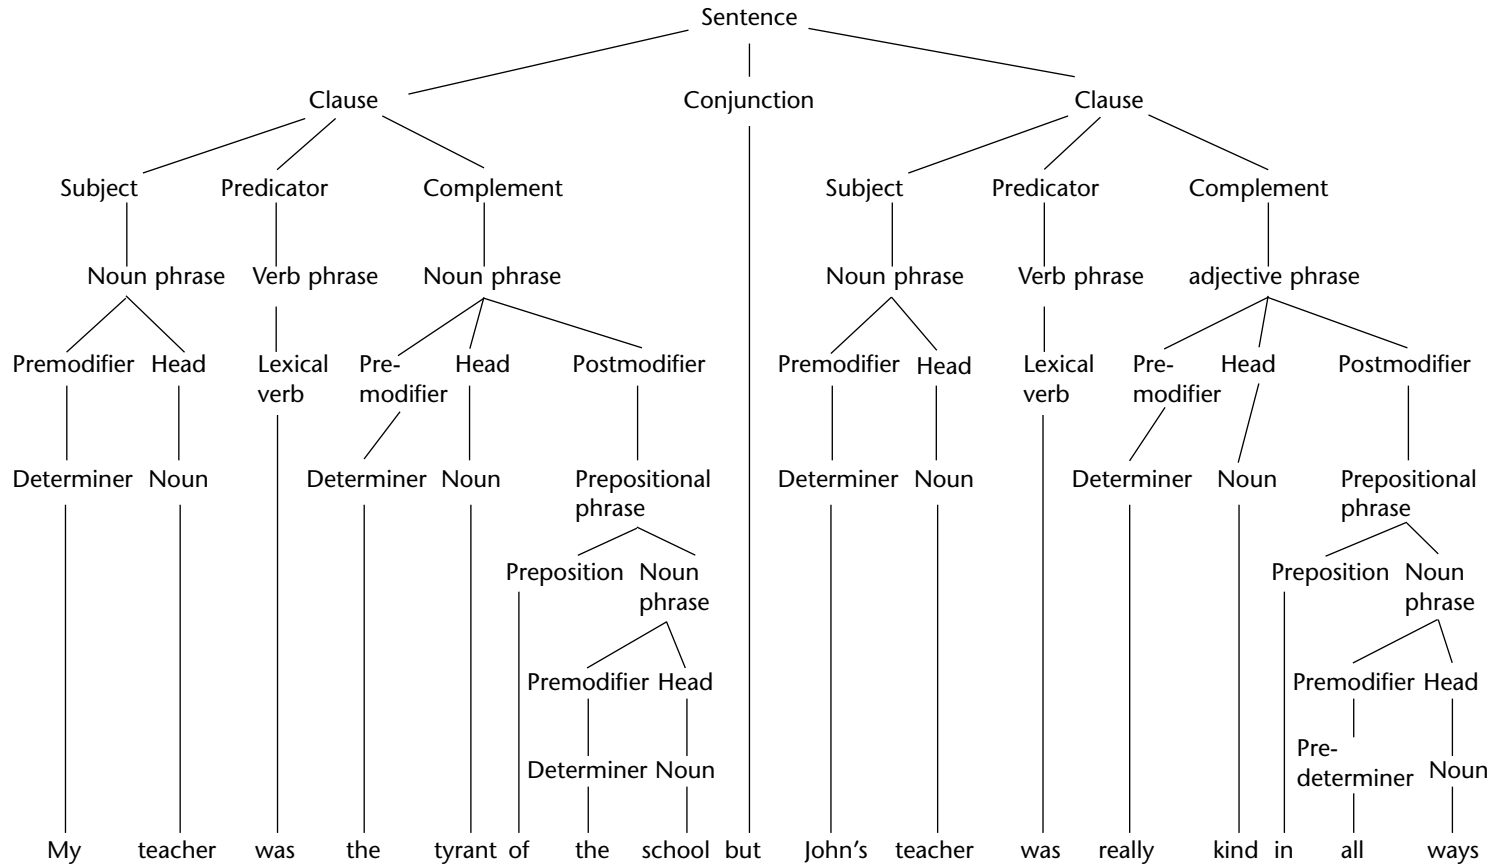 Sentence
Clause Conjunction Clause
Subject Predicator Complement Subject Predicator Complement
Noun phrase Verb phrase Noun phrase Noun phrase Verb phrase adjective phrase
Premodifier Head Lexical Pre- Head Postmodifier Premodifier Head Lexical Pre- Head Postmodifier
verb modifier verb modifier
Determiner Noun Determiner Noun Prepositional Determiner Noun Determiner Noun Prepositional
phrase phrase
Preposition Noun Preposition Noun
phrase phrase
Premodifier Head Premodifier Head
Pre-
Determiner Noun determiner Noun
My teacher was the tyrant of the school but John's teacher was really kind in all ways